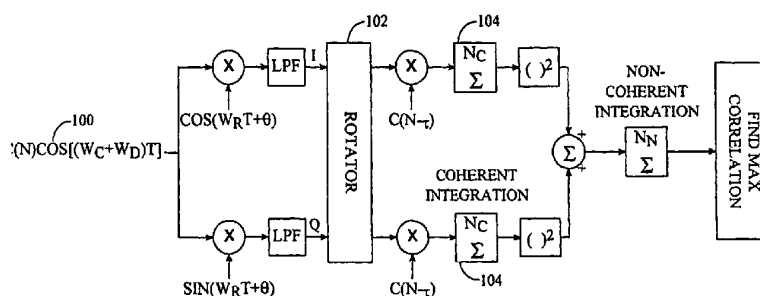 102
104
I
LPF
X
ROTATOR
X
N_C
Σ
( )²
COS(W_RT+θ)
C(N-τ)
NON-
COHERENT
INTEGRATION
100
C(N)COS[(W_C+W_D)T]
+
Σ
+
N_N
Σ
FIND MAX
CORRELATION
COHERENT
INTEGRATION
Q
LPF
X
X
N_C
Σ
( )²
104
SIN(W_RT+θ)
C(N-τ)